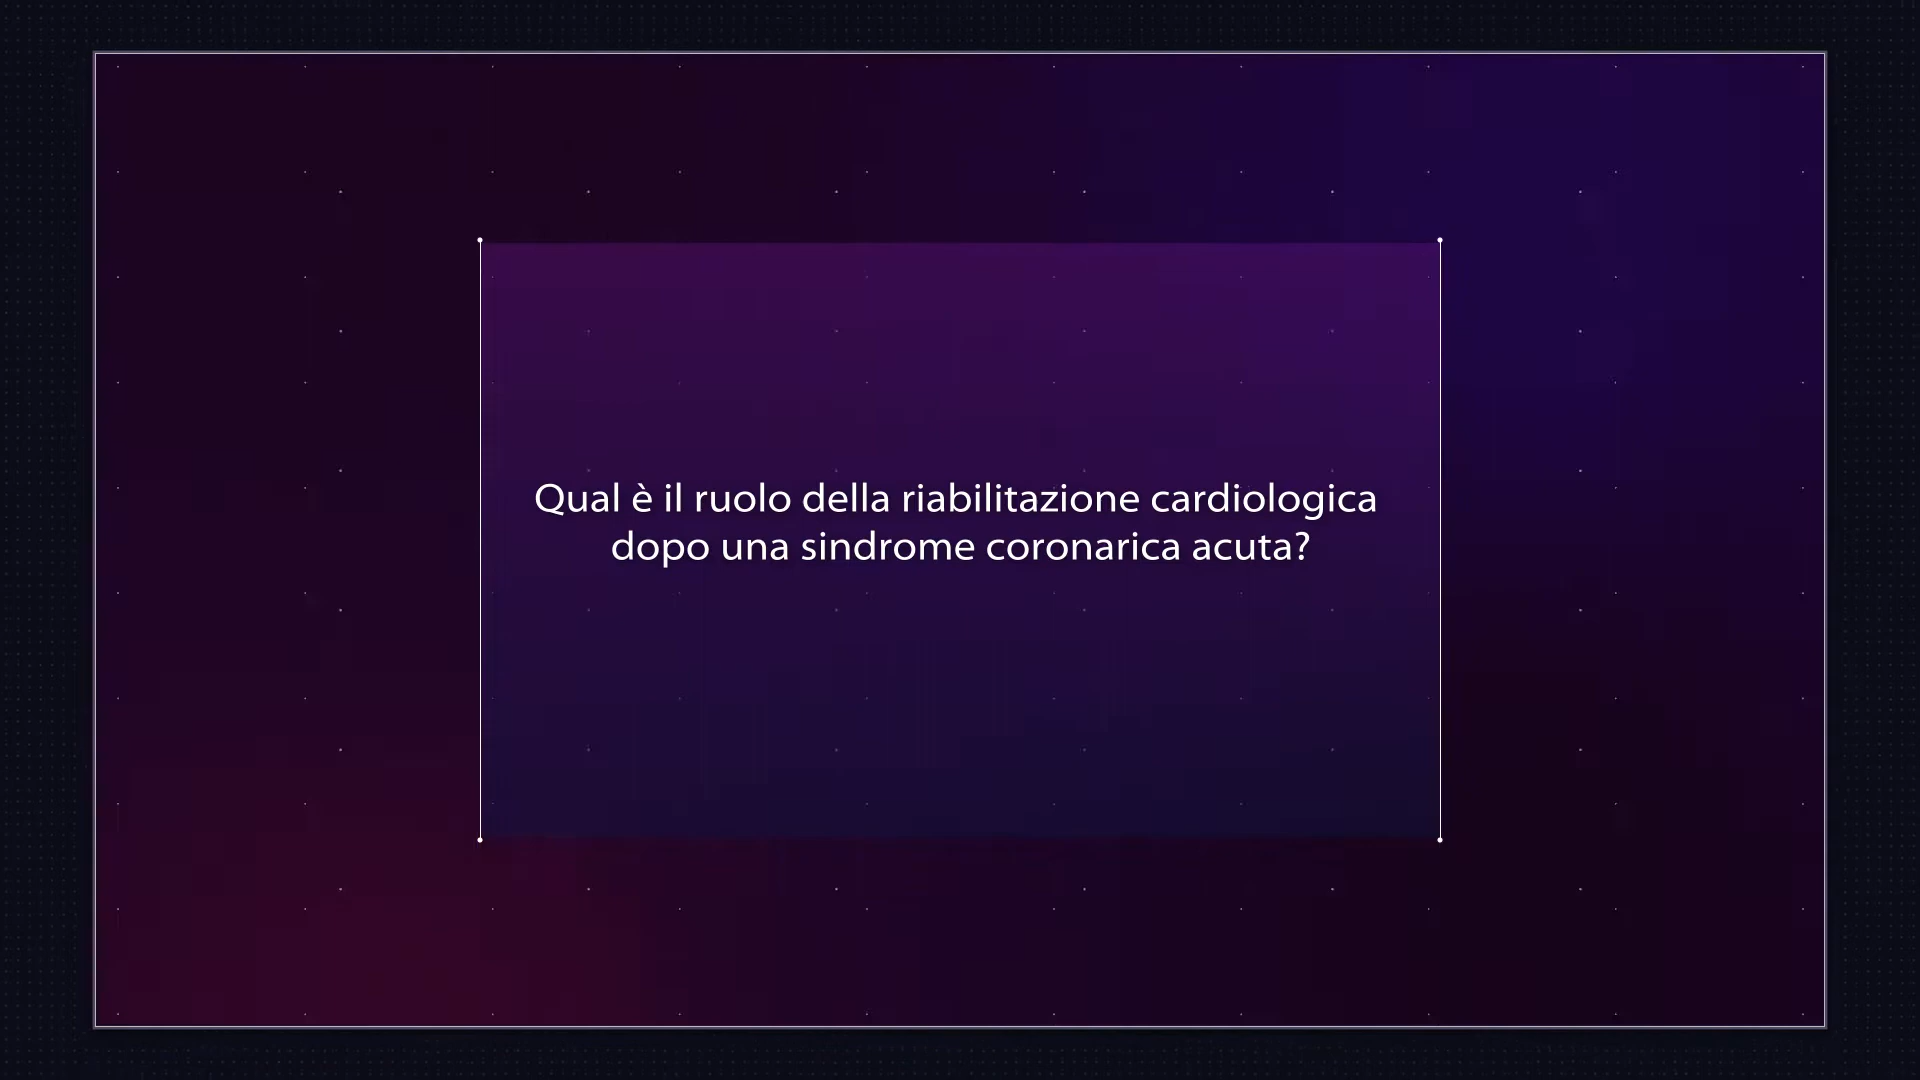 Qual è il ruolo della riabilitazione cardiologica
dopo una sindrome coronarica acuta?